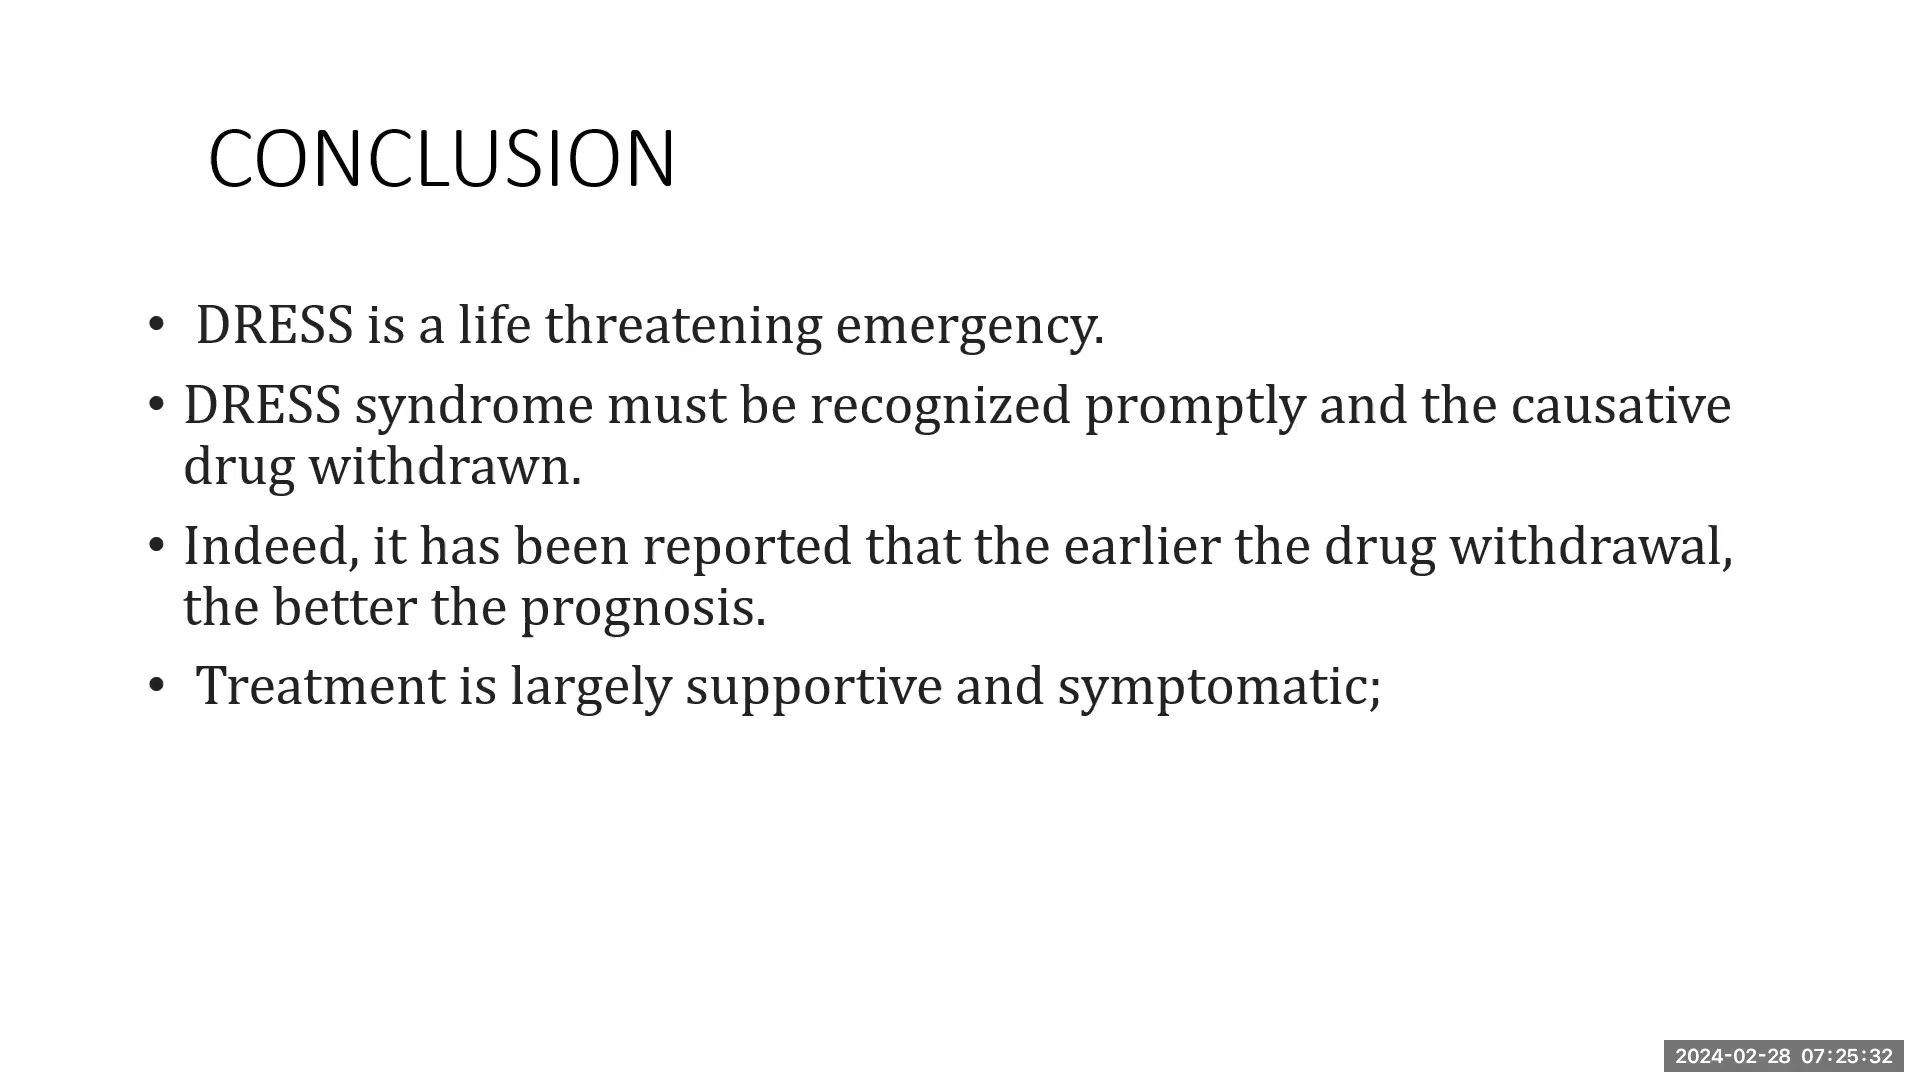 CONCLUSION
• DRESS is a life threatening emergency.
• DRESS syndrome must be recognized promptly and the causative
drug withdrawn.
• Indeed, it has been reported that the earlier the drug withdrawal,
the better the prognosis.
• Treatment is largely supportive and symptomatic;
2024-02-28 07:25:32